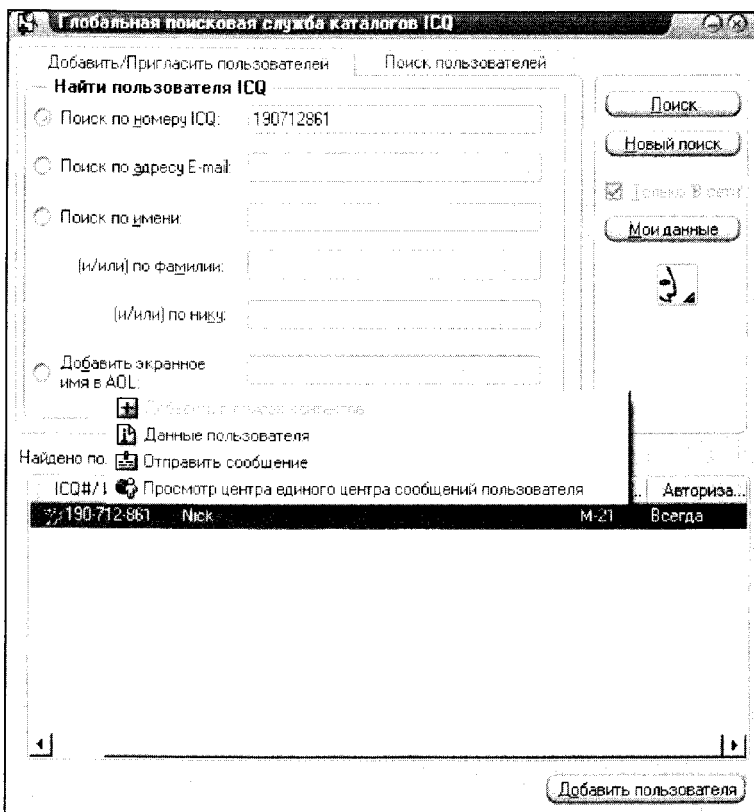 Глобальная поисковая служба каталогов ICQ
Добавить/Пригласить пользователей
Поиск пользователей
Найти пользователя ICQ
Поиск по номеру ICQ: 190712861
Поиск по адресу E-mail:
Поиск по имени:
(и/или) по фамилии:
(и/или) по нику:
Добавить экранное
имя в AOL:
Поиск
Новый поиск
Только В сети
Мои данные
Данные пользователя
Найдено по.
Отправить сообщение
ICQ#/
Просмотр центра единого центра сообщений пользователя
.. Авториза...
190-712-861 Nick M-21 Всегда
Добавить пользователя